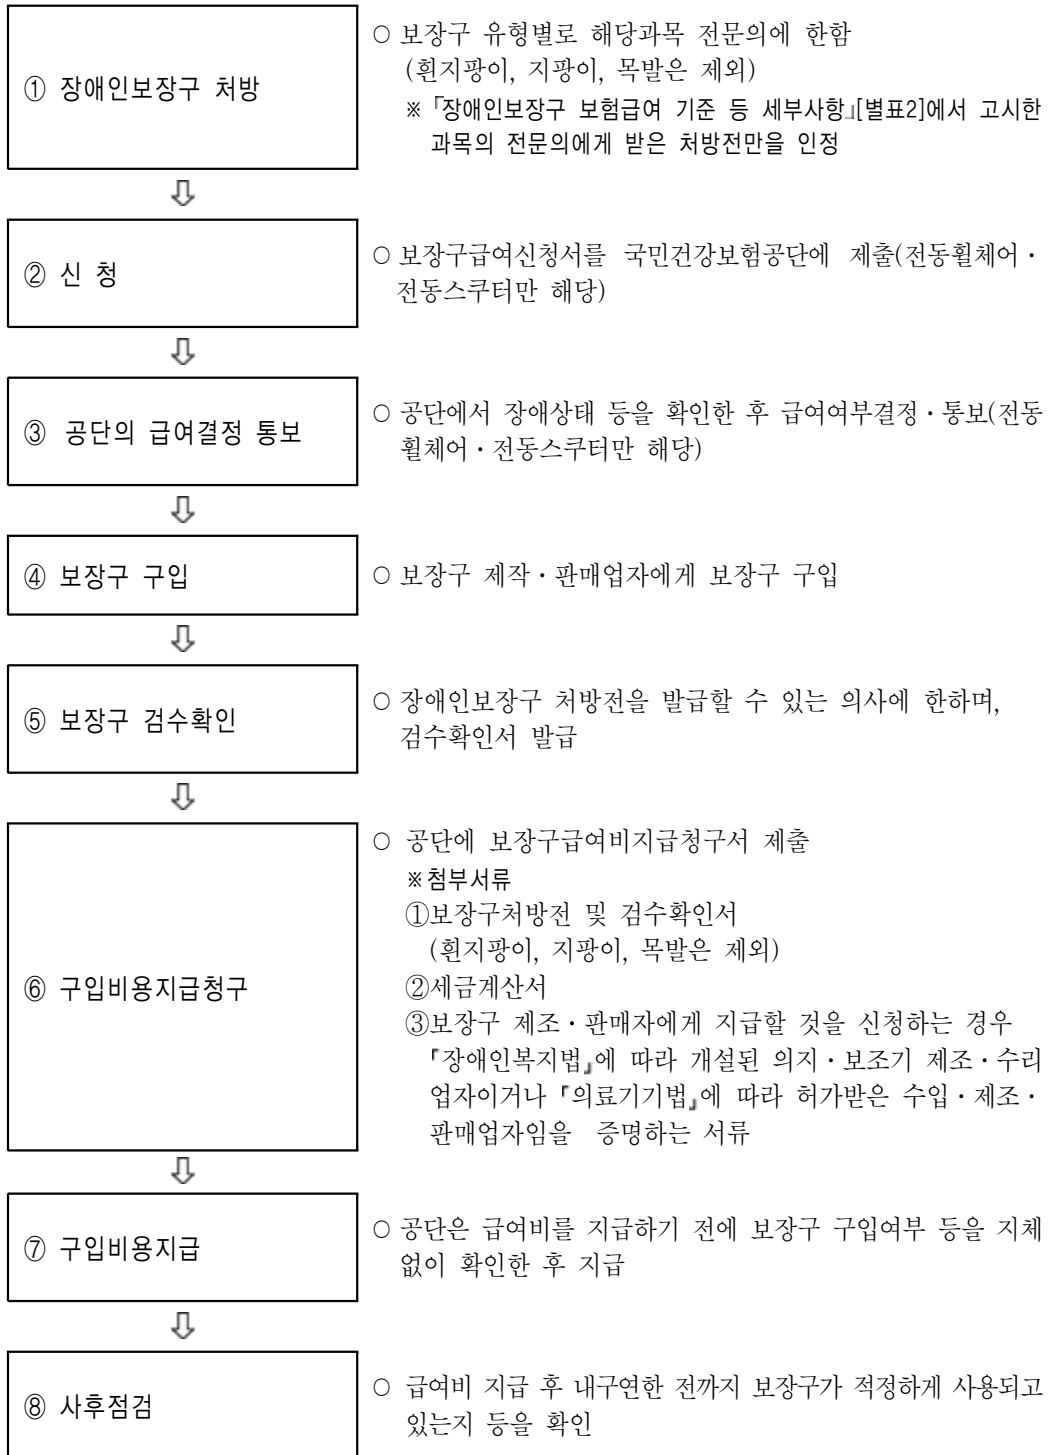 ① 장애인보장구 처방
○ 보장구 유형별로 해당과목 전문의에 한함
(흰지팡이, 지팡이, 목발은 제외)
※ 『장애인보장구 보험급여 기준 등 세부사항』[별표2]에서 고시한
과목의 전문의에게 받은 처방전만을 인정
⇩
② 신 청
○ 보장구급여신청서를 국민건강보험공단에 제출(전동휠체어·
전동스쿠터만 해당)
⇩
③ 공단의 급여결정 통보
○ 공단에서 장애상태 등을 확인한 후 급여여부결정·통보(전동
휠체어·전동스쿠터만 해당)
⇩
④ 보장구 구입
○ 보장구 제작·판매업자에게 보장구 구입
⇩
⑤ 보장구 검수확인
○ 장애인보장구 처방전을 발급할 수 있는 의사에 한하며,
검수확인서 발급
⇩
⑥ 구입비용지급청구
○ 공단에 보장구급여비지급청구서 제출
※첨부서류
①보장구처방전 및 검수확인서
(흰지팡이, 지팡이, 목발은 제외)
②세금계산서
③보장구 제조·판매자에게 지급할 것을 신청하는 경우
『장애인복지법』에 따라 개설된 의지·보조기 제조·수리
업자이거나 『의료기기법』에 따라 허가받은 수입·제조·
판매업자임을 증명하는 서류
⇩
⑦ 구입비용지급
○ 공단은 급여비를 지급하기 전에 보장구 구입여부 등을 지체
없이 확인한 후 지급
⇩
⑧ 사후점검
○ 급여비 지급 후 내구연한 전까지 보장구가 적정하게 사용되고
있는지 등을 확인